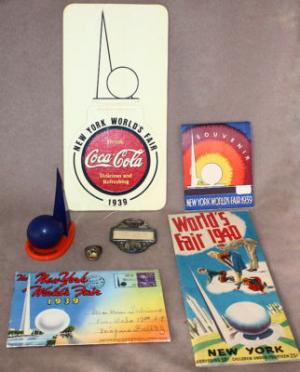 NEW YORK WORLD'S FAIR
Drink
Coca-Cola
Delicious and
Refreshing
1939
SOUVENIR
NEW YORK WORLD'S FAIR 1939
World's
Fair 1940
NEW YORK
The New York
World's Fair
1939